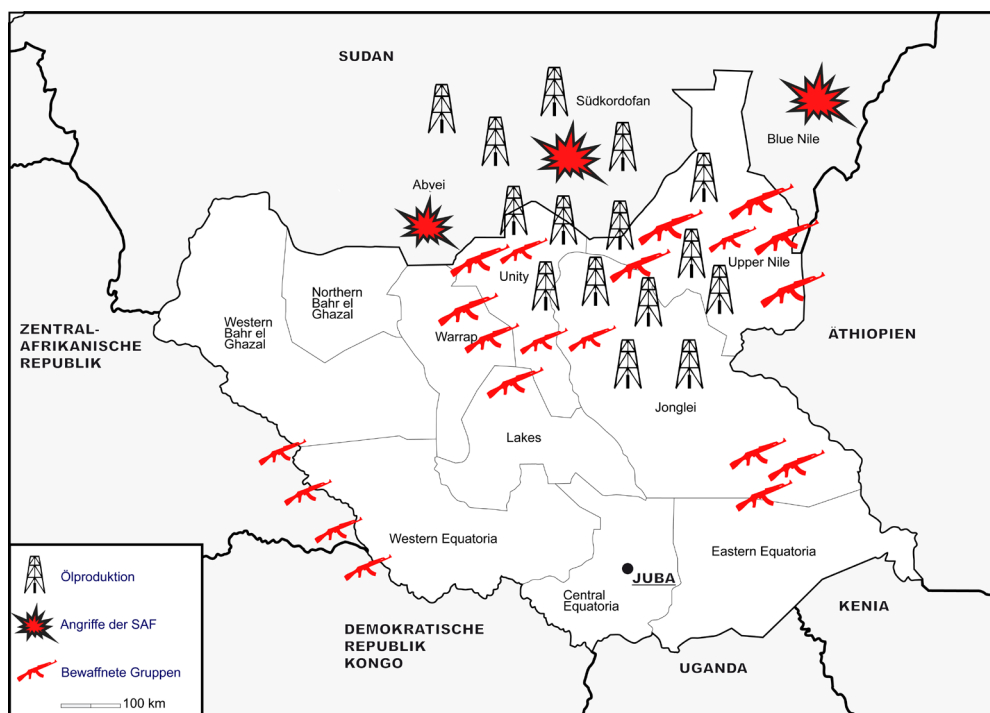 SUDAN
Südkordofan
Blue Nile
Abvei
Upper Nile
Unity
Northern
Bahr el
Ghazal
Western
Bahr el
Ghazal
ZENTRAL-
AFRIKANISCHE
REPUBLIK
Warrap
ÄTHIOPIEN
Jonglei
Lakes
Western Equatoria
Eastern Equatoria
JUBA
Central
Equatoria
KENIA
DEMOKRATISCHE
REPUBLIK
KONGO
UGANDA
Ölproduktion
Angriffe der SAF
Bewaffnete Gruppen
100 km